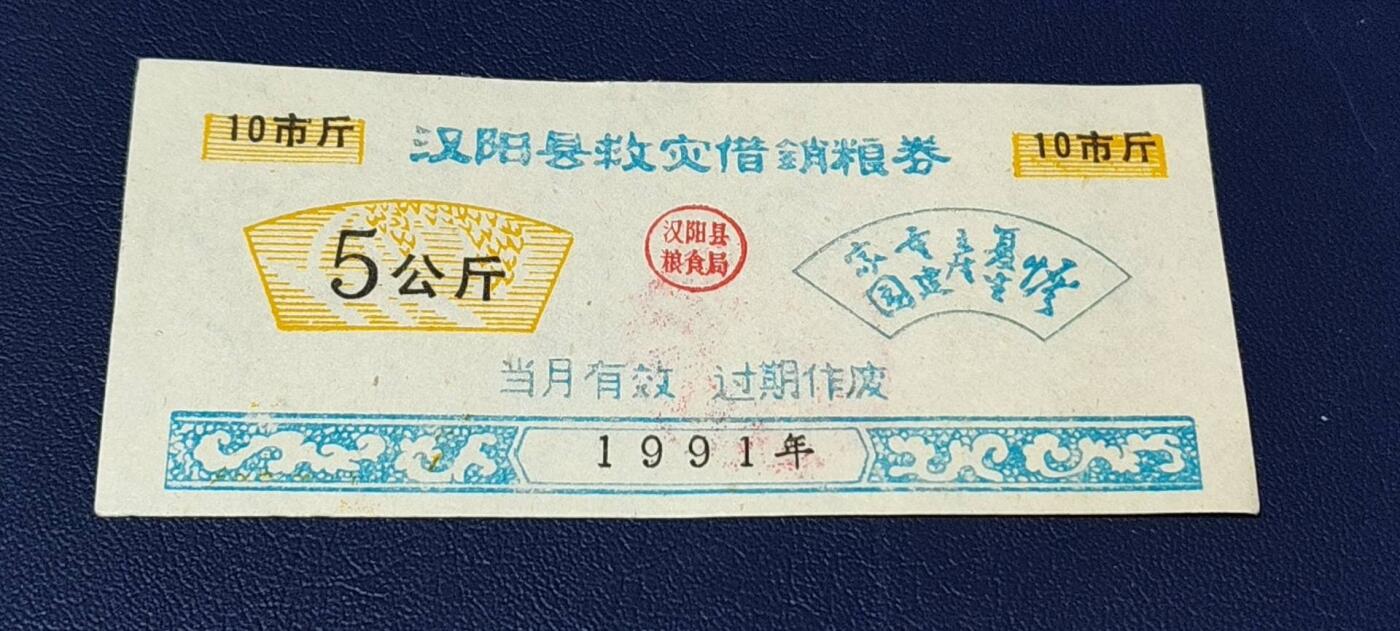 10市斤
汉阳县救灾借銷粮券
10市斤
5公斤
汉阳县
粮食局
当月有效 过期作废
1991年